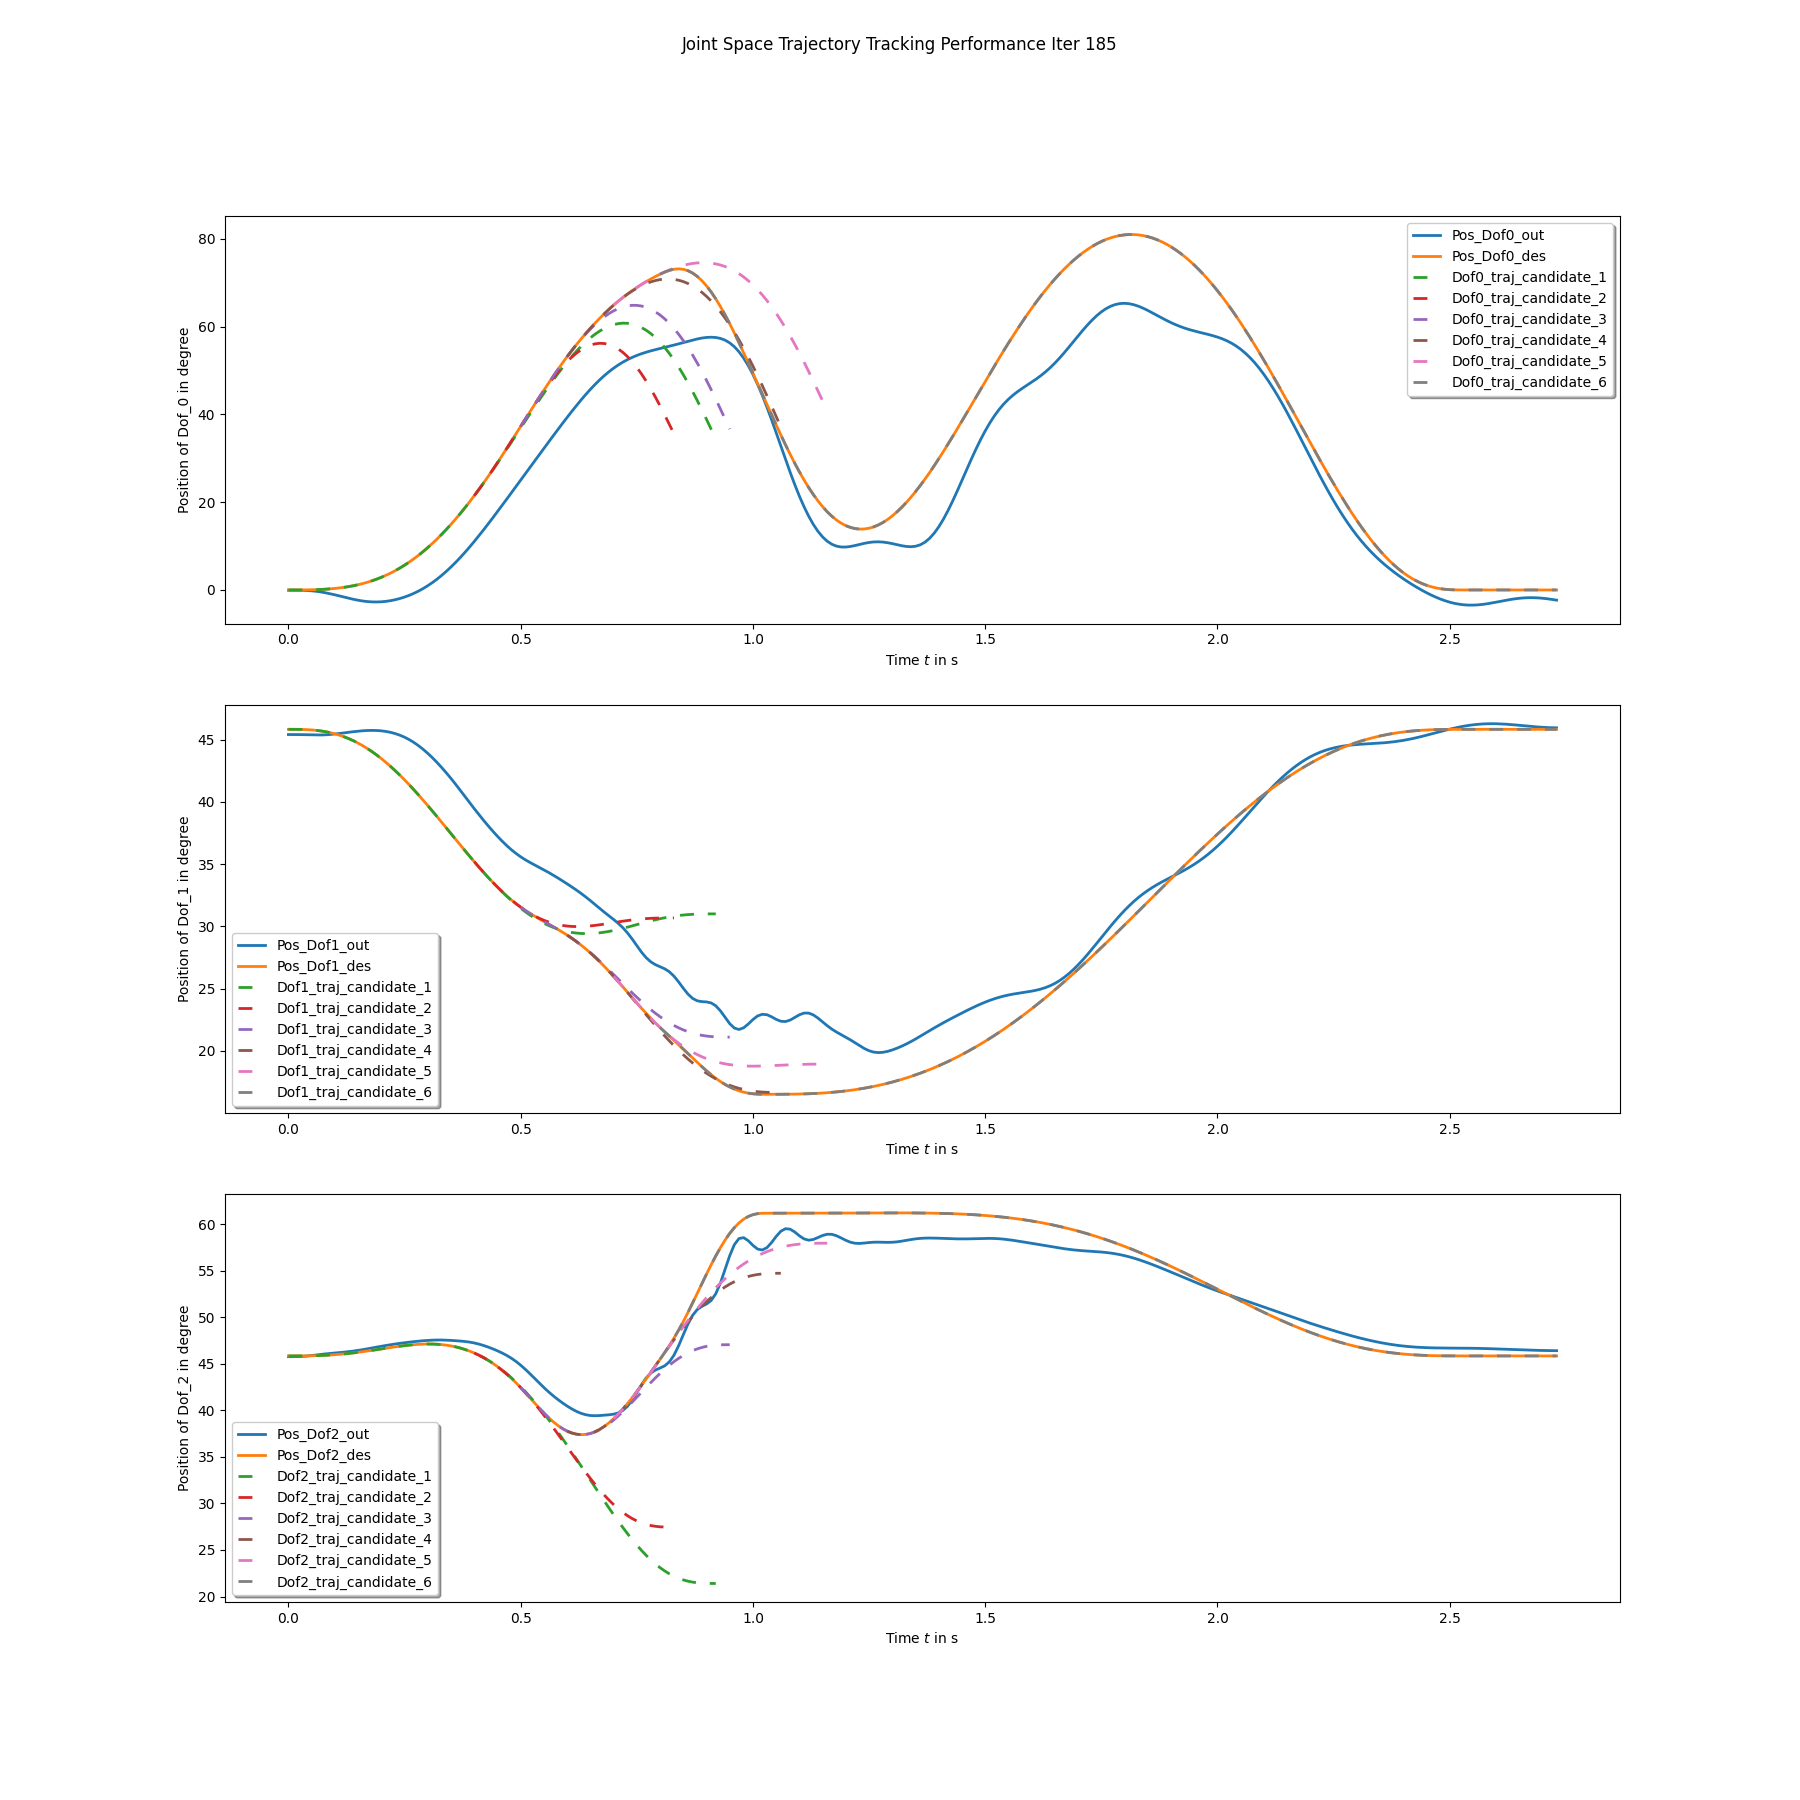 Joint Space Trajectory Tracking Performance Iter 185
Position of Dof_0 in degree
80
60
40
20
0
Pos_Dof0_out
Pos_Dof0_des
Dof0_traj_candidate_1
Dof0_traj_candidate_2
Dof0_traj_candidate_3
Dof0_traj_candidate_4
Dof0_traj_candidate_5
Dof0_traj_candidate_6
0.0 0.5 1.0 1.5 2.0 2.5
Time t in s
Position of Dof_1 in degree
45
40
35
30
25
20
Pos_Dof1_out
Pos_Dof1_des
Dof1_traj_candidate_1
Dof1_traj_candidate_2
Dof1_traj_candidate_3
Dof1_traj_candidate_4
Dof1_traj_candidate_5
Dof1_traj_candidate_6
0.0 0.5 1.0 1.5 2.0 2.5
Time t in s
Position of Dof_2 in degree
60
55
50
45
40
35
30
25
20
Pos_Dof2_out
Pos_Dof2_des
Dof2_traj_candidate_1
Dof2_traj_candidate_2
Dof2_traj_candidate_3
Dof2_traj_candidate_4
Dof2_traj_candidate_5
Dof2_traj_candidate_6
0.0 0.5 1.0 1.5 2.0 2.5
Time t in s